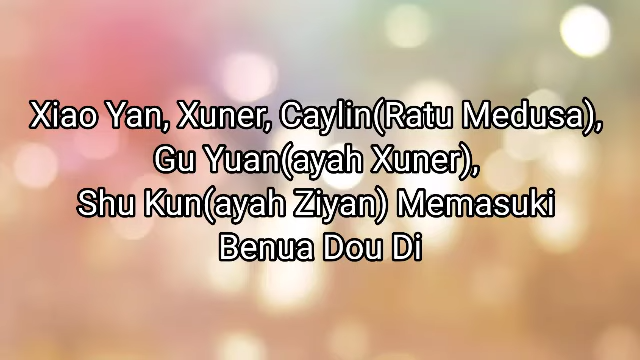 Xiao Yan, Xuner, Caylin(Ratu Medusa),
Gu Yuan(ayah Xuner),
Shu Kun(ayah Ziyan) Memasuki
Benua Dou Di